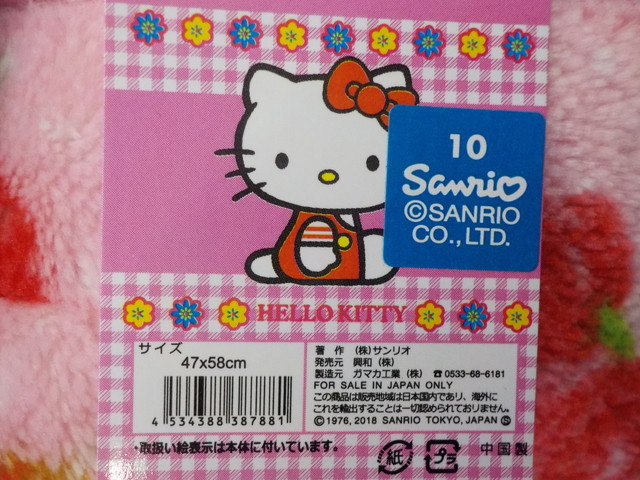 10
Sanrio
©SANRIO
CO.,LTD.
HELLO KITTY
サイズ
47x58cm
4 534388 387881
著 作 (株)サンリオ
発売元 興和(株)
製造元 ガマカ工業(株) ☎0533-68-6181
FOR SALE IN JAPAN ONLY
この商品は販売地域は日本国内であり、海外に
これを輸出することは一切認められておりません。
©1976, 2018 SANRIO TOKYO, JAPAN Ⓢ
・取扱い絵表示は本体に付いています。
紙
プラ
中国製